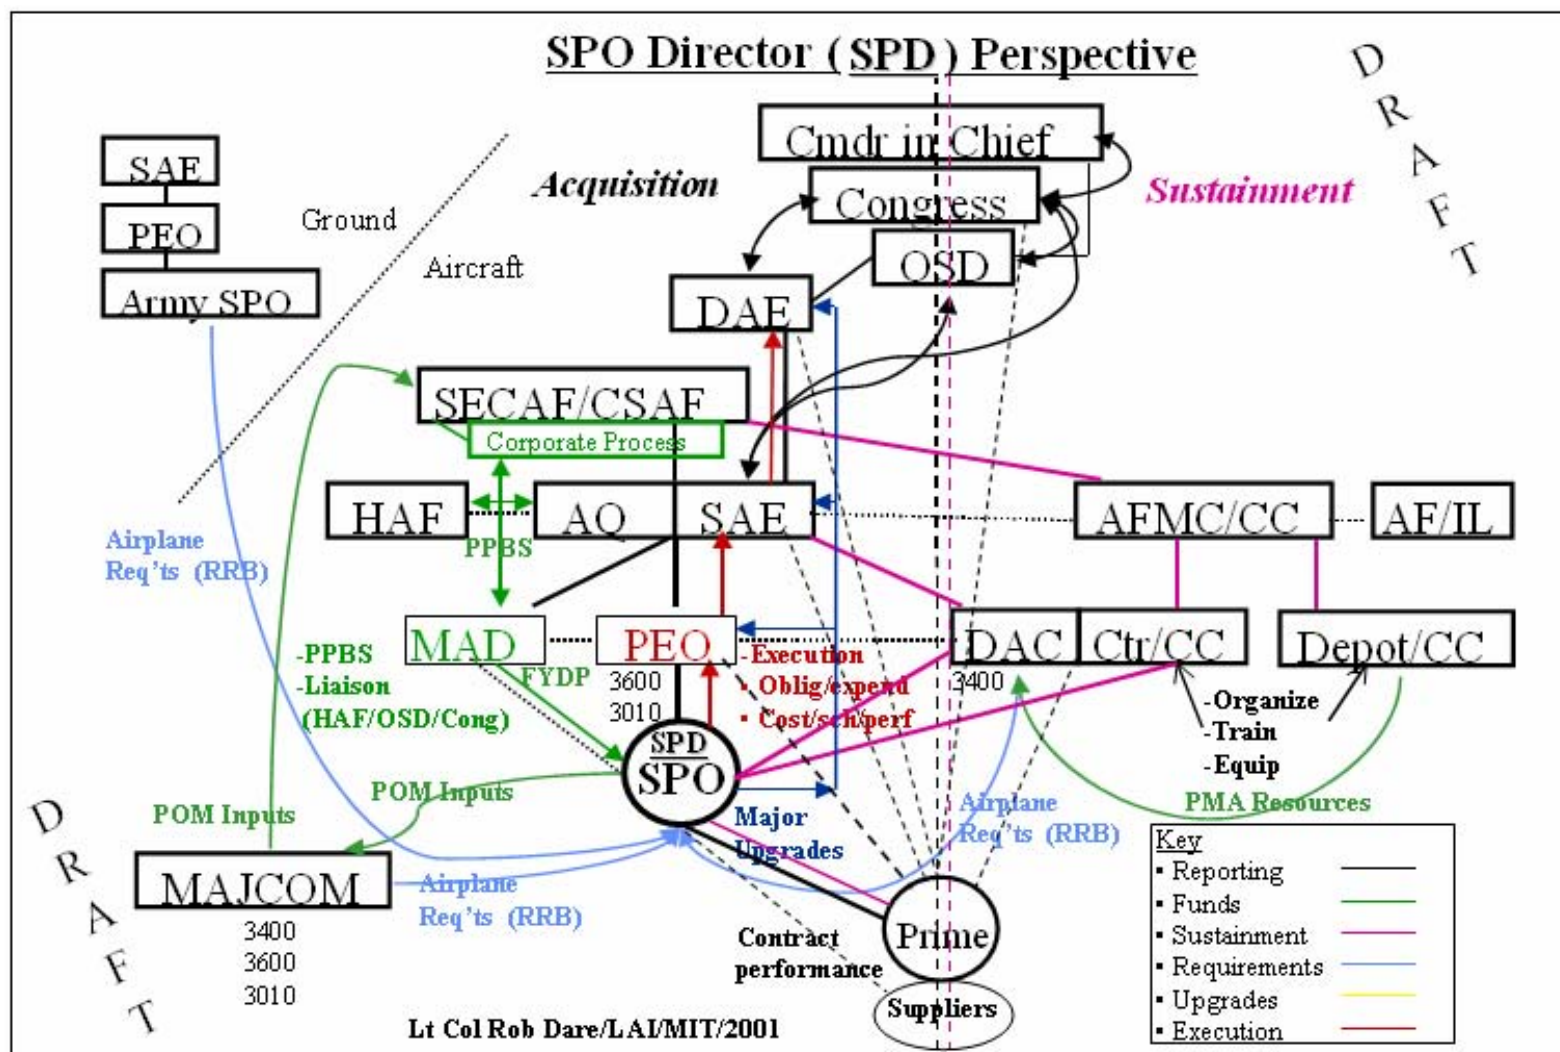 SPO Director (SPD) Perspective
D
R
A
F
T
Cmdr in Chief
SAE
Acquisition
Congress
Sustainment
PEO
Ground
Aircraft
OSD
Army SPO
DAE
SECAF/CSAF
Corporate Process
HAF
AQ
SAE
AFMC/CC
AF/IL
Airplane
Req'ts (RRB)
PPBS
MAD
PEO
DAC
Ctr/CC
Depot/CC
-PPBS
-Liaison
(HAF/OSD/Cong)
FYDP
3600
3010
-Execution
▪ Oblig/expend
▪ Cost/sch/perf
3400
-Organize
-Train
-Equip
SPD
SPO
POM Inputs
POM Inputs
Major
Upgrades
Airplane
Req'ts (RRB)
PMA Resources
D
R
A
F
T
MAJCOM
3400
3600
3010
Airplane
Req'ts (RRB)
Contract
performance
Prime
Suppliers
Key
▪ Reporting
▪ Funds
▪ Sustainment
▪ Requirements
▪ Upgrades
▪ Execution
Lt Col Rob Dare/LAI/MIT/2001